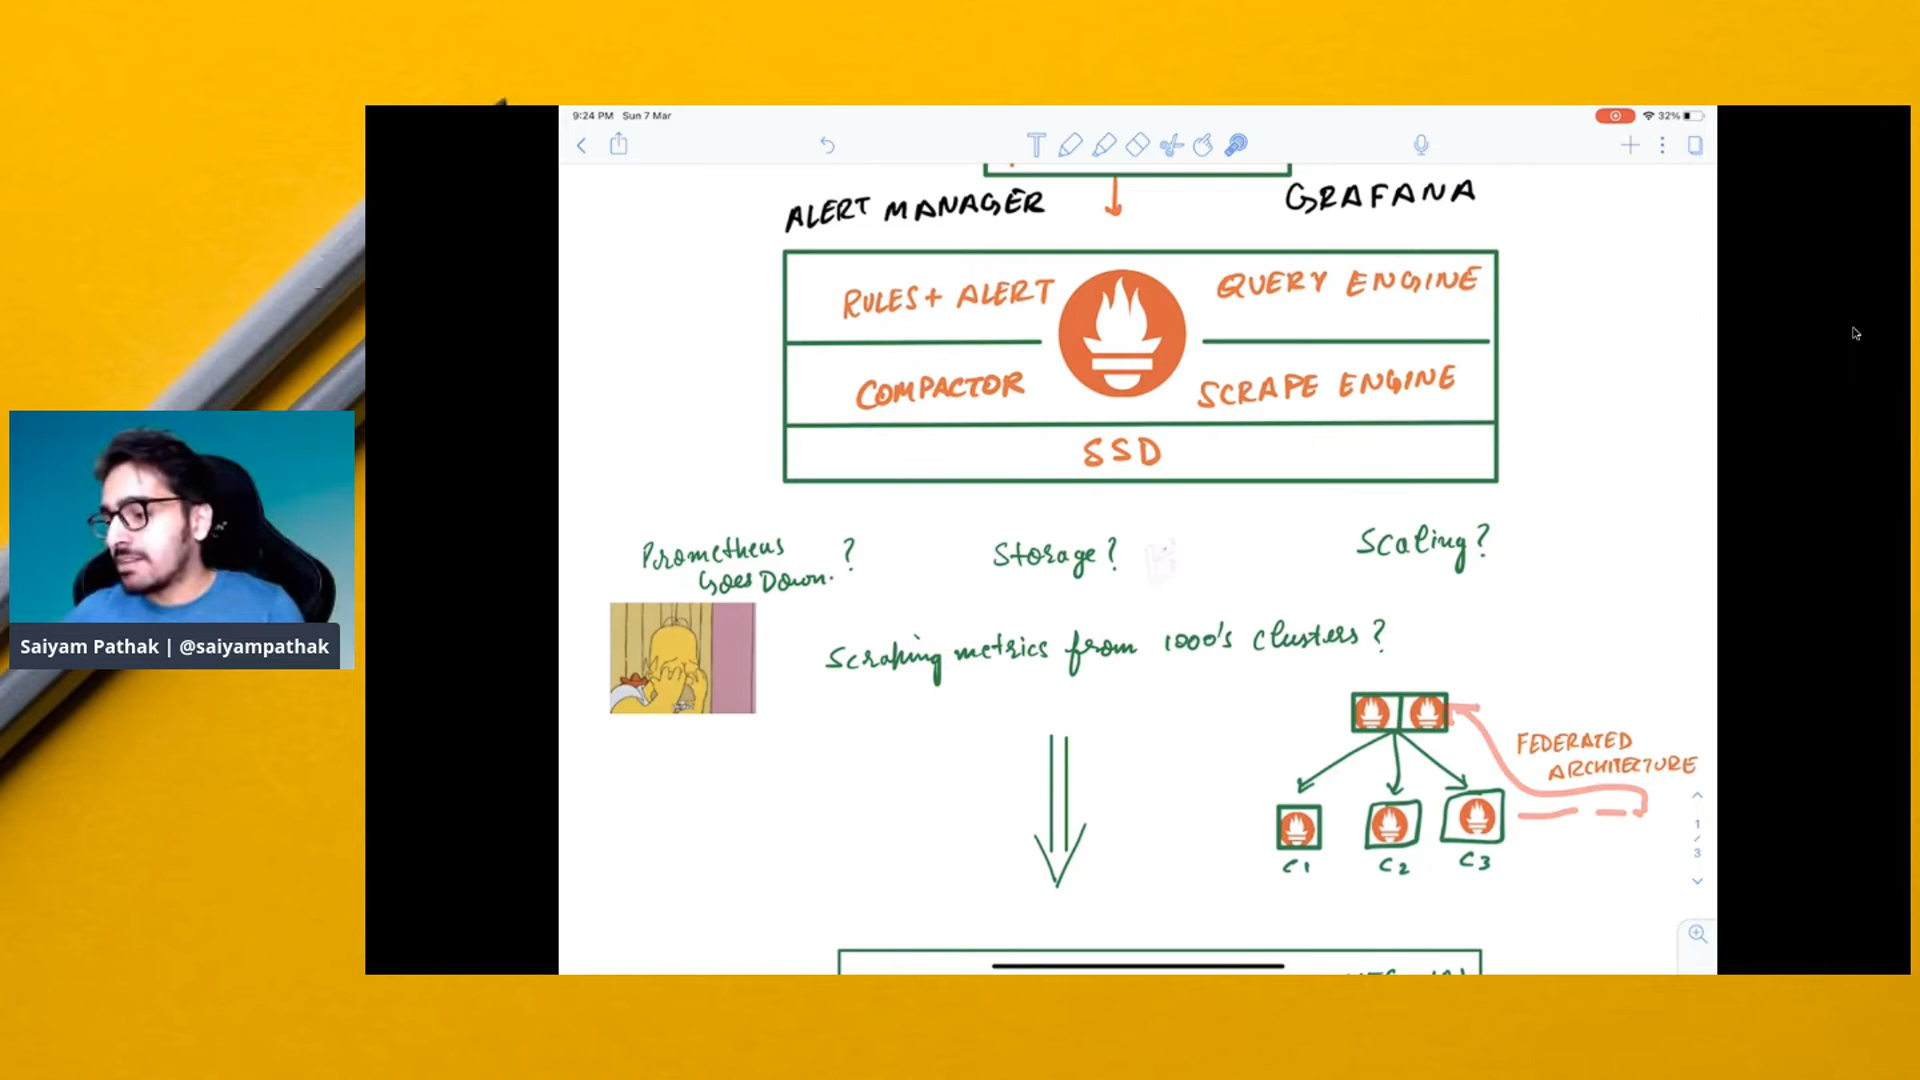 9:24 PM Sun 7 Mar
32%
ALERT MANAGER
GRAFANA
RULES + ALERT
QUERY ENGINE
COMPACTOR
SCRAPE ENGINE
SSD
Prometheus
Goes Down. ?
Storage?
Scaling?
Scraping metrics from 1000's clusters?
FEDERATED
ARCHITECTURE
C1
C2
C3
1
/
3
Saiyam Pathak | @saiyampathak